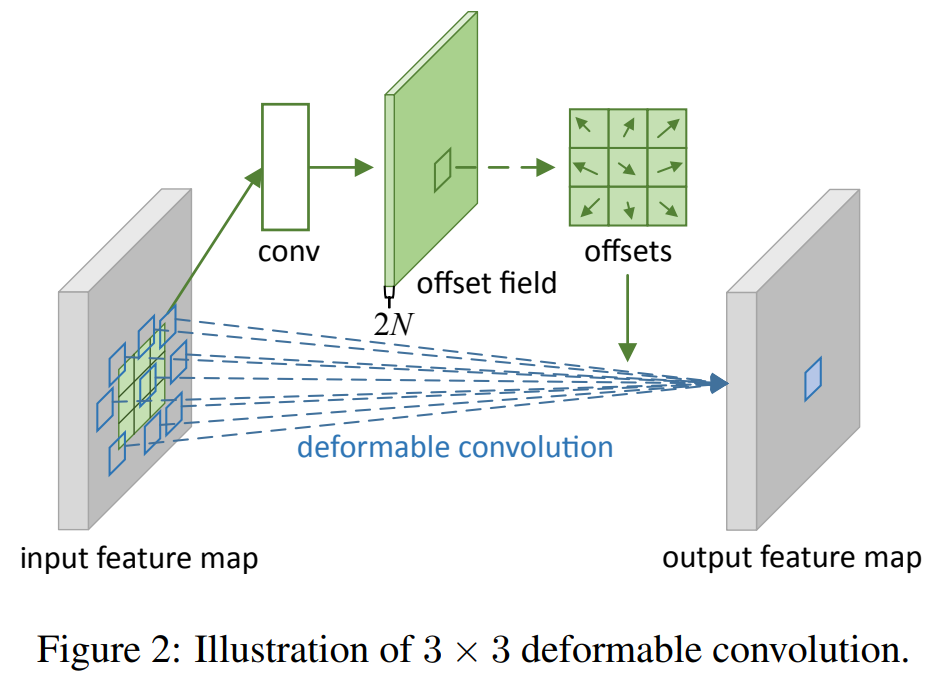 conv
offset field
offsets
2N
deformable convolution
input feature map
output feature map
Figure 2: Illustration of 3 × 3 deformable convolution.